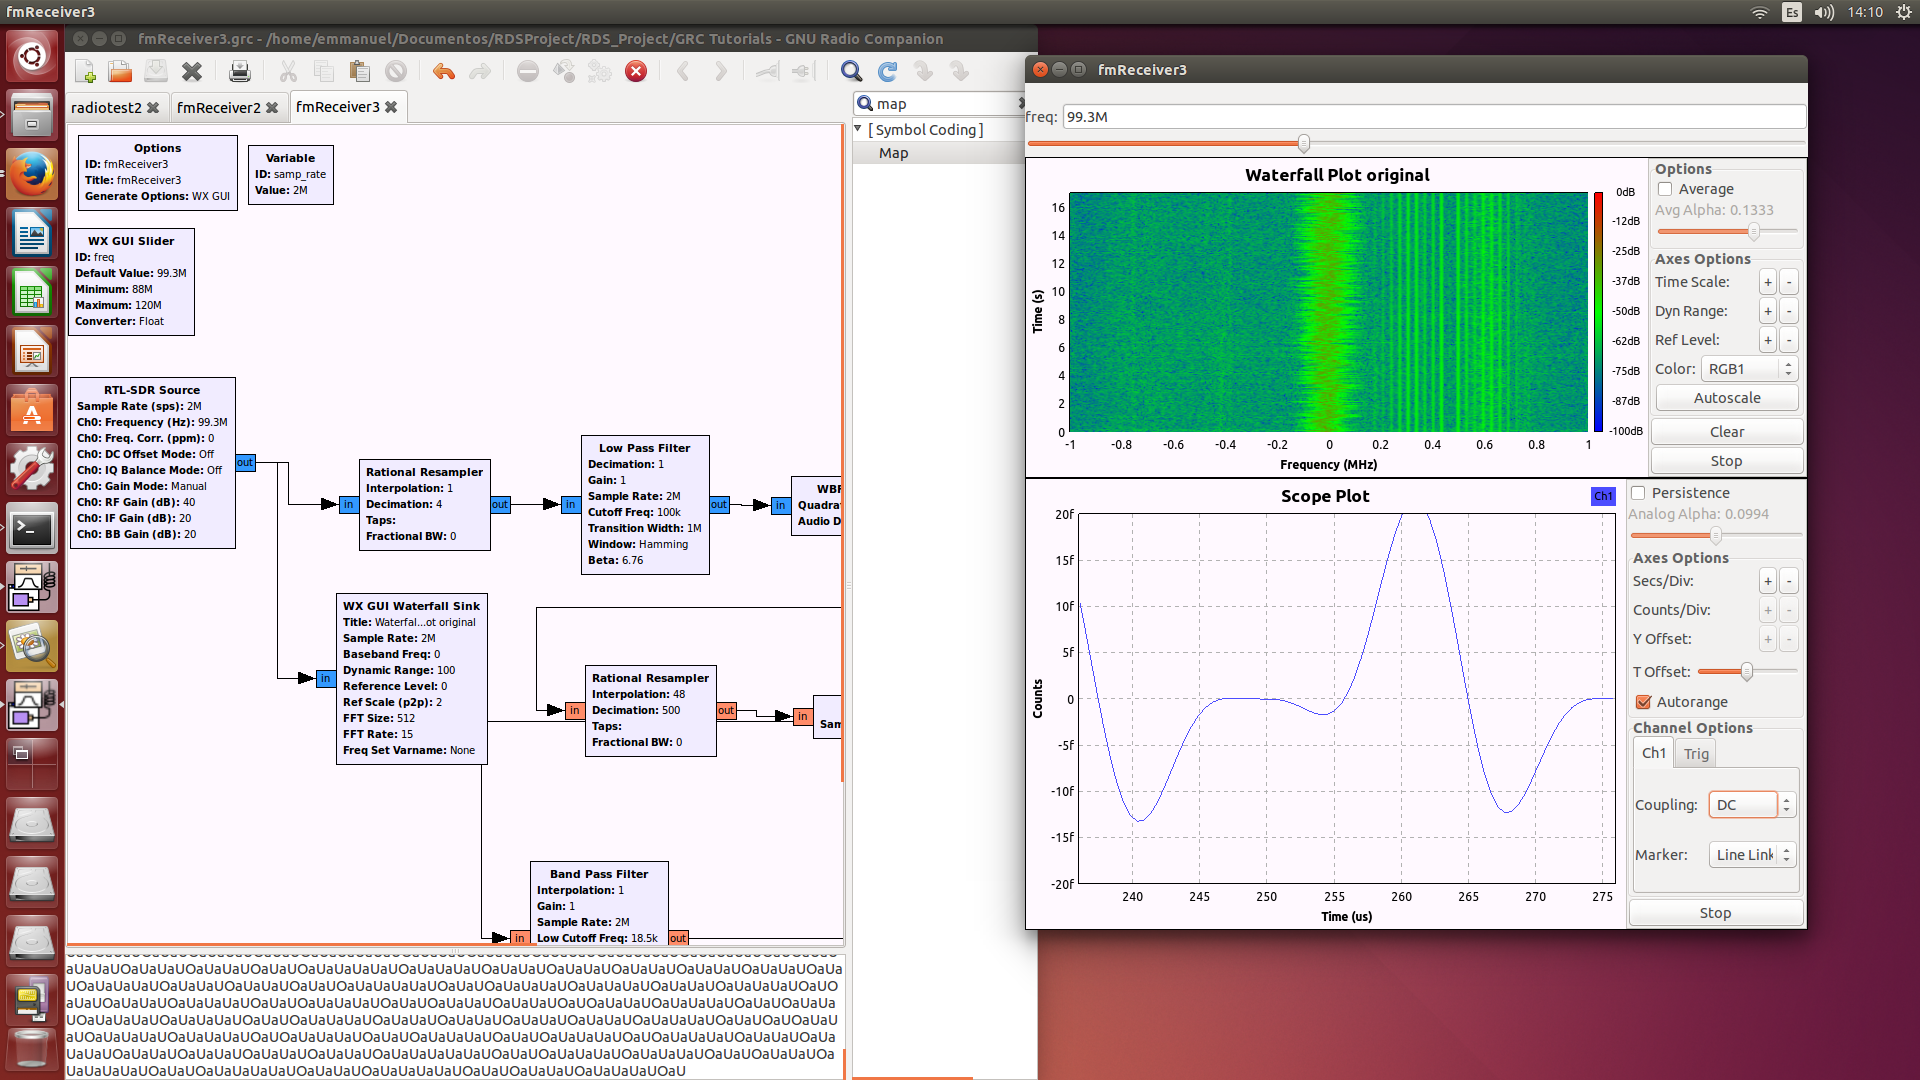 fmReceiver3
Es
14:10
fmReceiver3.grc - /home/emmanuel/Documentos/RDSProject/RDS_Project/GRC Tutorials - GNU Radio Companion
radiotest2
fmReceiver2
fmReceiver3
Options
ID: fmReceiver3
Title: fmReceiver3
Generate Options: WX GUI
Variable
ID: samp_rate
Value: 2M
WX GUI Slider
ID: freq
Default Value: 99.3M
Minimum: 88M
Maximum: 120M
Converter: Float
RTL-SDR Source
Sample Rate (sps): 2M
Ch0: Frequency (Hz): 99.3M
Ch0: Freq. Corr. (ppm): 0
Ch0: DC Offset Mode: Off
Ch0: IQ Balance Mode: Off
Ch0: Gain Mode: Manual
Ch0: RF Gain (dB): 40
Ch0: IF Gain (dB): 20
Ch0: BB Gain (dB): 20
out
in
Rational Resampler
Interpolation: 1
Decimation: 4
Taps:
Fractional BW: 0
out
in
Low Pass Filter
Decimation: 1
Gain: 1
Sample Rate: 2M
Cutoff Freq: 100k
Transition Width: 1M
Window: Hamming
Beta: 6.76
out
in
WBF
Quadra
Audio D
in
WX GUI Waterfall Sink
Title: Waterfal...ot original
Sample Rate: 2M
Baseband Freq: 0
Dynamic Range: 100
Reference Level: 0
Ref Scale (p2p): 2
FFT Size: 512
FFT Rate: 15
Freq Set Varname: None
in
Rational Resampler
Interpolation: 48
Decimation: 500
Taps:
Fractional BW: 0
out
in
Sam
in
Band Pass Filter
Interpolation: 1
Gain: 1
Sample Rate: 2M
Low Cutoff Freq: 18.5k
out
map
[Symbol Coding]
Map
fmReceiver3
freq:
99.3M
Waterfall Plot original
16
14
12
10
8
6
4
2
0
Time (s)
-1 -0.8 -0.6 -0.4 -0.2 0 0.2 0.4 0.6 0.8 1
Frequency (MHz)
0dB
-12dB
-25dB
-37dB
-50dB
-62dB
-75dB
-87dB
-100dB
Options
Average
Avg Alpha: 0.1333
Axes Options
Time Scale: + -
Dyn Range: + -
Ref Level: + -
Color: RGB1
Autoscale
Clear
Stop
Scope Plot
Ch1
20f
15f
10f
5f
0
-5f
-10f
-15f
-20f
Counts
240 245 250 255 260 265 270 275
Time (us)
Persistence
Analog Alpha: 0.0994
Axes Options
Secs/Div: + -
Counts/Div: + -
Y Offset: + -
T Offset:
Autorange
Channel Options
Ch1 Trig
Coupling: DC
Marker: Line Link
Stop